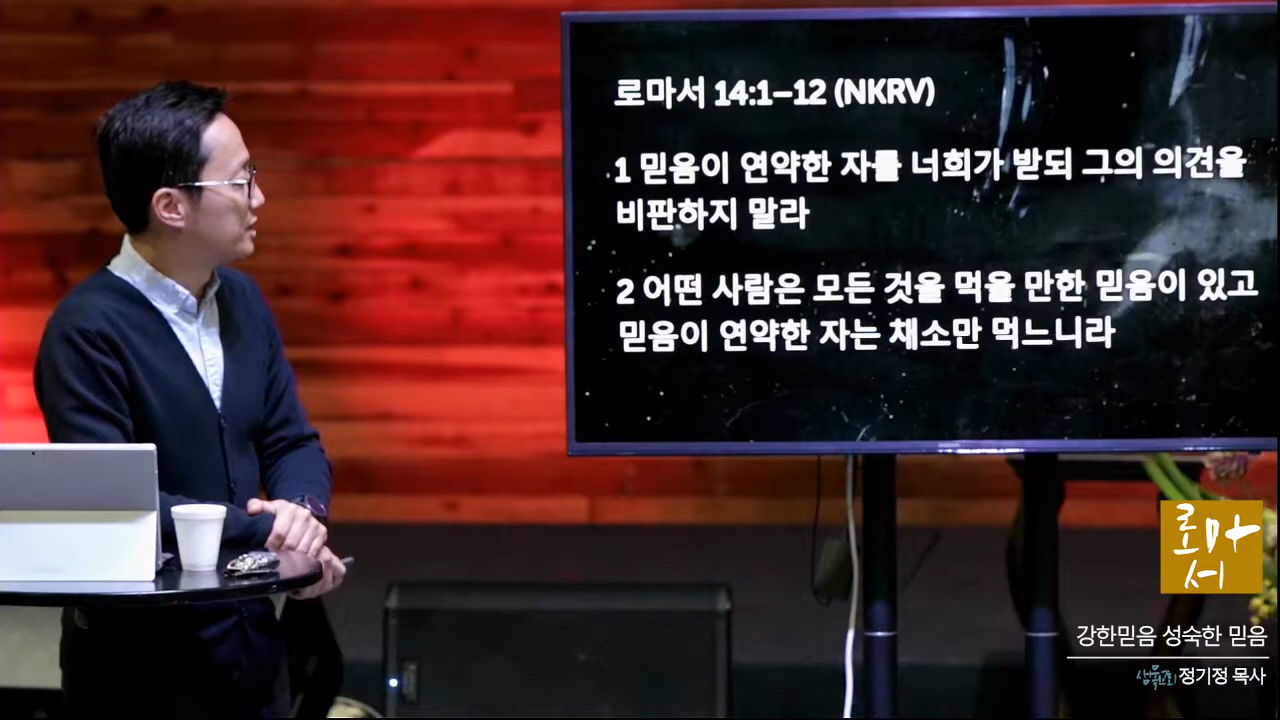 로마서 14:1–12 (NKRV)
1 믿음이 연약한 자를 너희가 받되 그의 의견을
비판하지 말라
2 어떤 사람은 모든 것을 먹을 만한 믿음이 있고
믿음이 연약한 자는 채소만 먹느니라
로마
서
강한믿음 성숙한 믿음
샘물교회 정기정 목사